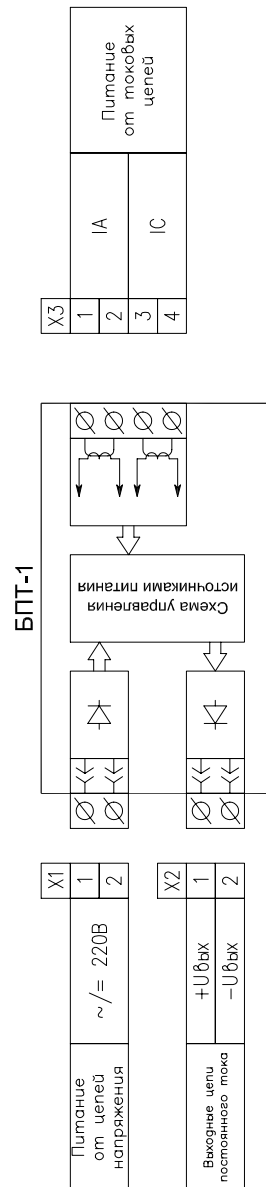 БПТ-1
X1
1
2
~/= 220В
Питание
от цепей
напряжения
X2
1
2
+Uвых
-Uвых
Выходные цепи
постоянного тока
Схема управления
источниками питания
X3
1
2
3
4
IA
IC
Питание
от токовых
цепей